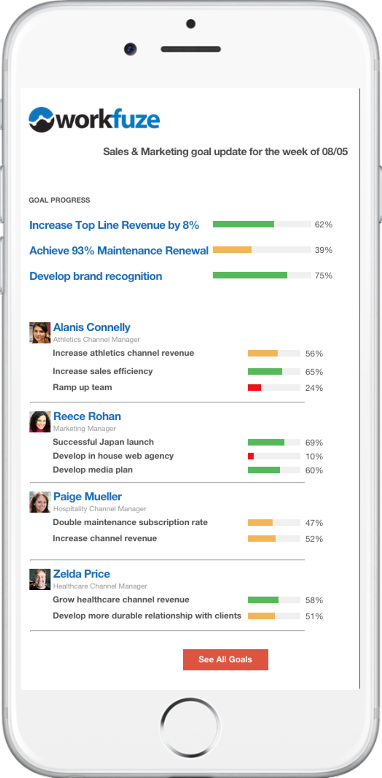 workfuze
Sales & Marketing goal update for the week of 08/05
GOAL PROGRESS
Increase Top Line Revenue by 8% 62%
Achieve 93% Maintenance Renewal 39%
Develop brand recognition 75%
Alanis Connelly
Athletics Channel Manager
Increase athletics channel revenue 56%
Increase sales efficiency 65%
Ramp up team 24%
Reece Rohan
Marketing Manager
Successful Japan launch 69%
Develop in house web agency 10%
Develop media plan 60%
Paige Mueller
Hospitality Channel Manager
Double maintenance subscription rate 47%
Increase channel revenue 52%
Zelda Price
Healthcare Channel Manager
Grow healthcare channel revenue 58%
Develop more durable relationship with clients 51%
See All Goals